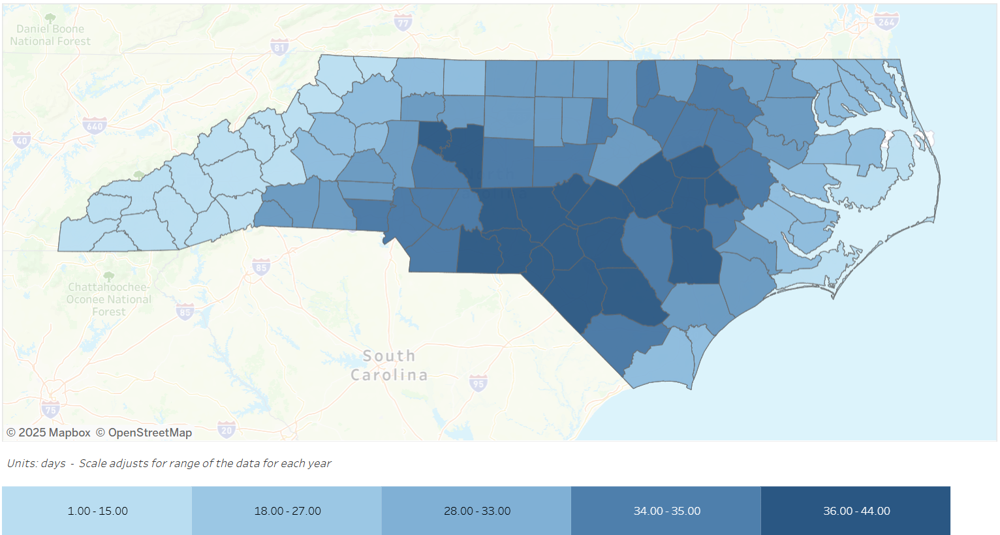 Daniel Boone
National Forest
77
264
81
640
40
North
Carolina
85
Chattahoochee-
Oconee National
Forest
85
South
Carolina
95
75
20
© 2025 Mapbox © OpenStreetMap
Units: days - Scale adjusts for range of the data for each year
1.00 - 15.00
18.00 - 27.00
28.00 - 33.00
34.00 - 35.00
36.00 - 44.00